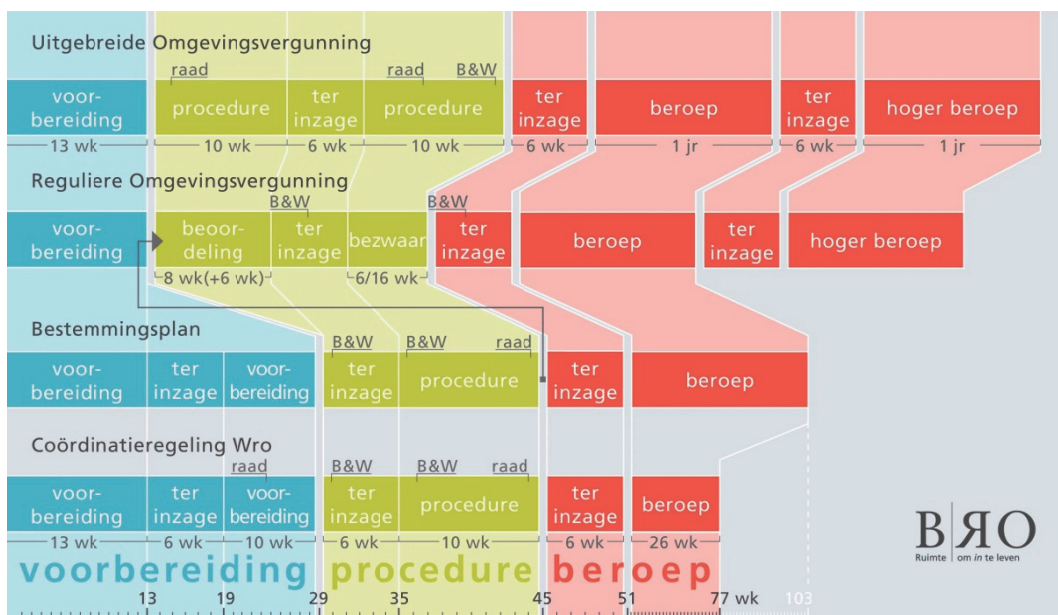 Uitgebreide Omgevingsvergunning
raad raad B&W
voor-
bereiding
procedure
ter
inzage
procedure
ter
inzage
beroep
ter
inzage
hoger beroep
13 wk 10 wk 6 wk 10 wk 6 wk 1 jr 6 wk 1 jr
Reguliere Omgevingsvergunning
B&W B&W
voor-
bereiding
beoor-
deling
ter
inzage
bezwaar
ter
inzage
beroep
ter
inzage
hoger beroep
8 wk(+6 wk) 6/16 wk
Bestemmingsplan
B&W B&W raad
voor-
bereiding
ter
inzage
voor-
bereiding
ter
inzage
procedure
ter
inzage
beroep
Coördinatieregeling Wro
raad B&W B&W raad
voor-
bereiding
ter
inzage
voor-
bereiding
ter
inzage
procedure
ter
inzage
beroep
13 wk 6 wk 10 wk 6 wk 10 wk 6 wk 26 wk
voorbereiding procedure beroep
13 19 29 35 45 51 77 wk 103
BRO
Ruimte om in te leven